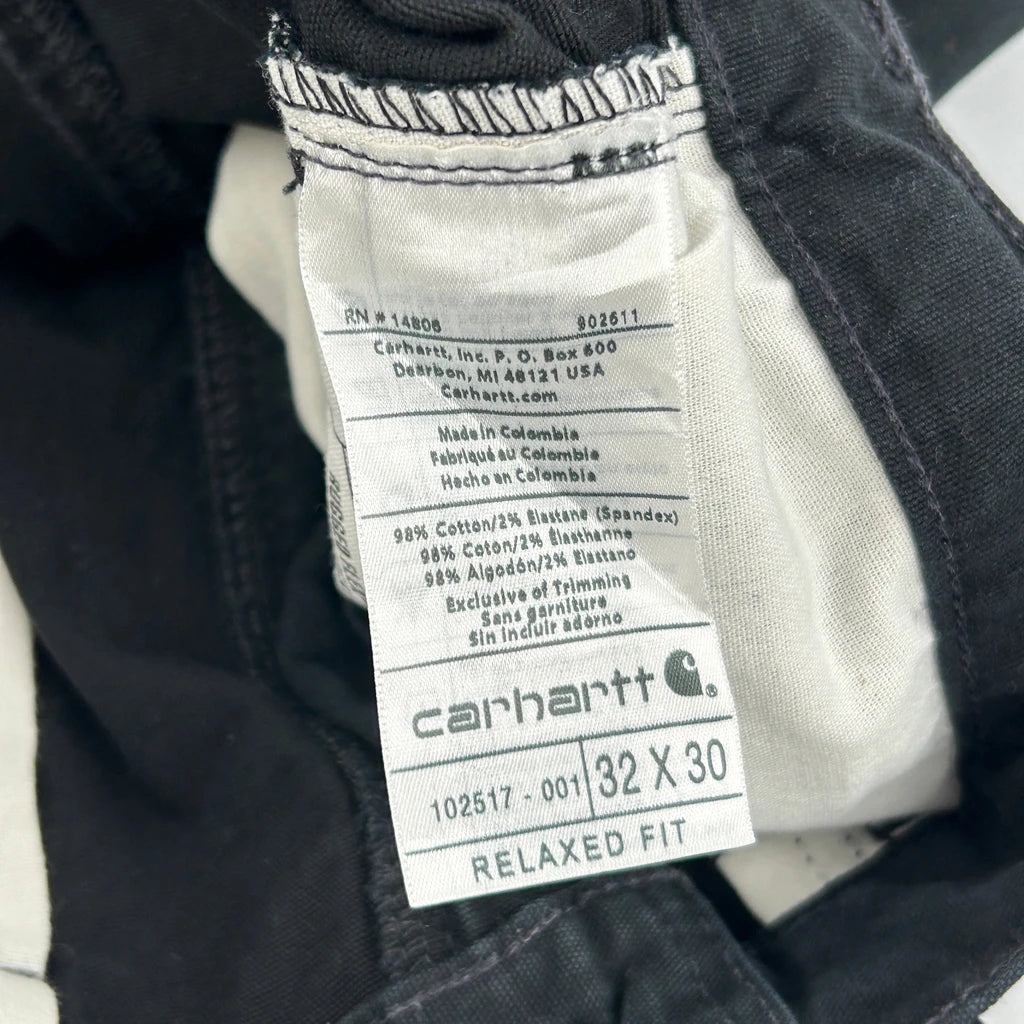 RN # 14806 902611
Carhartt, Inc. P. O. Box 600
Dearbon, MI 48121 USA
Carhartt.com
Made in Colombia
Fabriqué au Colombia
Hecho en Colombia
98% Cotton/2% Elastane (Spandex)
98% Coton/2% Élasthanne
98% Algodón/2% Elastano
Exclusive of Trimming
Sans garniture
Sin incluir adorno
carhartt ®
102517 - 001 32 X 30
RELAXED FIT